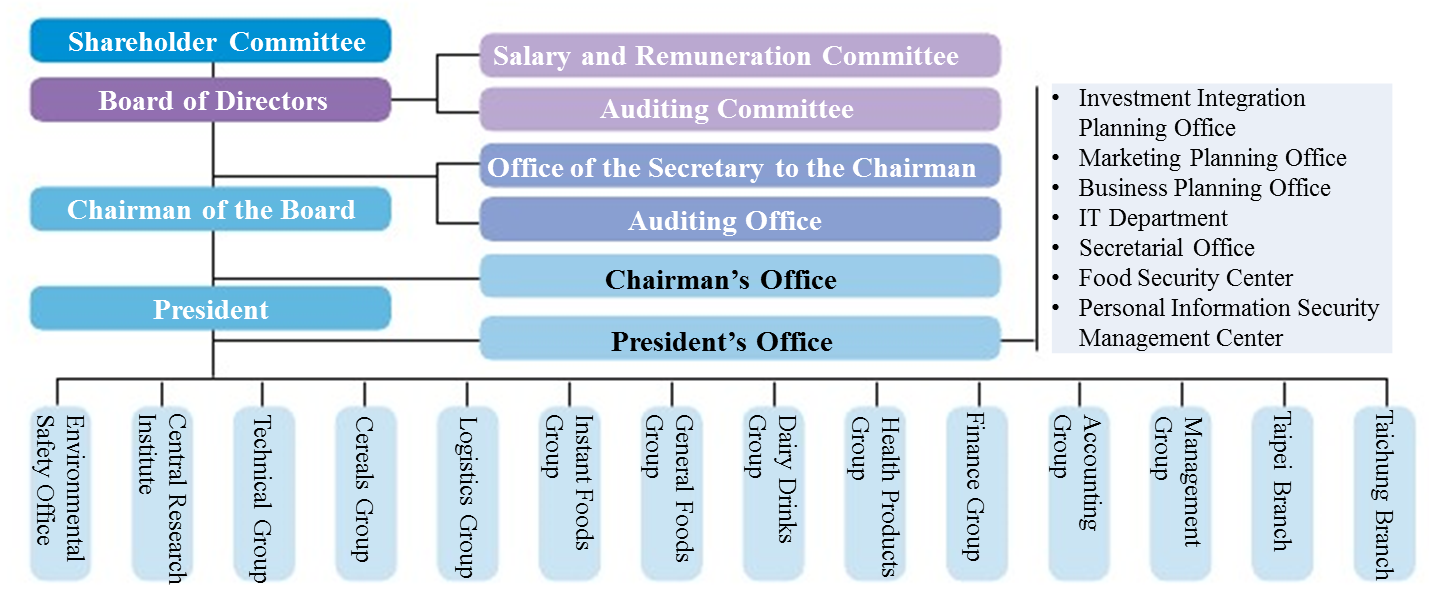 Shareholder Committee
Board of Directors
Salary and Remuneration Committee
Auditing Committee
Office of the Secretary to the Chairman
Auditing Office
Chairman of the Board
Chairman's Office
President
President's Office
• Investment Integration
Planning Office
• Marketing Planning Office
• Business Planning Office
• IT Department
• Secretarial Office
• Food Security Center
• Personal Information Security
Management Center
Environmental
Safety Office
Central Research
Institute
Technical Group
Cereals Group
Logistics Group
Instant Foods
Group
General Foods
Group
Dairy Drinks
Group
Health Products
Group
Finance Group
Accounting
Group
Management
Group
Taipei Branch
Taichung Branch